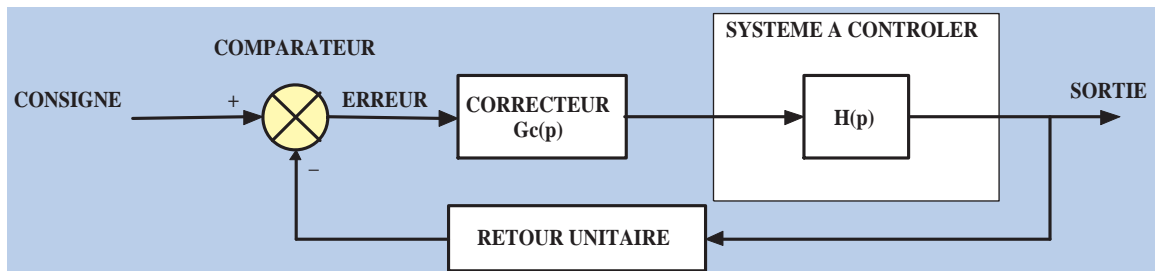 SYSTEME A CONTROLER
COMPARATEUR
CONSIGNE
+
ERREUR
CORRECTEUR
Gc(p)
H(p)
SORTIE
–
RETOUR UNITAIRE